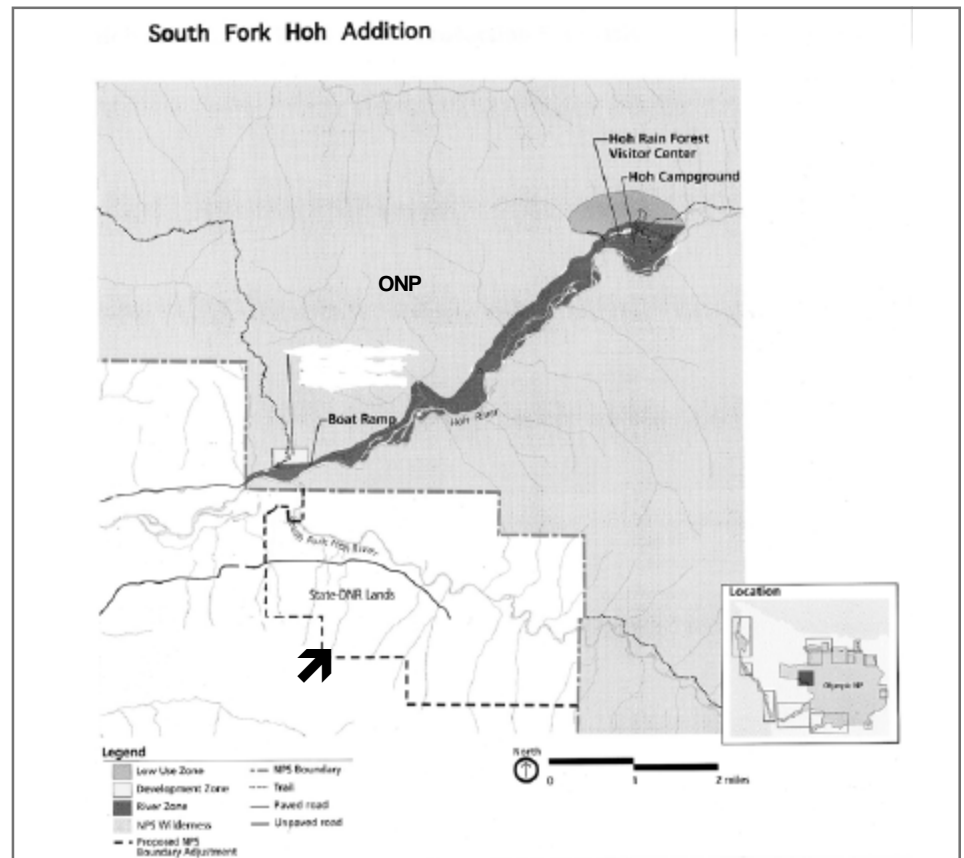 South Fork Hoh Addition
Hoh Rain Forest
Visitor Center
Hoh Campground
ONP
Boat Ramp
Hoh River
Fork Hoh River
State-DNR Lands
Location
Olympic NP
Legend
Low Use Zone
Development Zone
River Zone
NPS Wilderness
Proposed NPS
Boundary Adjustment
NPS Boundary
Trail
Paved road
Unpaved road
North
0 1 2 miles